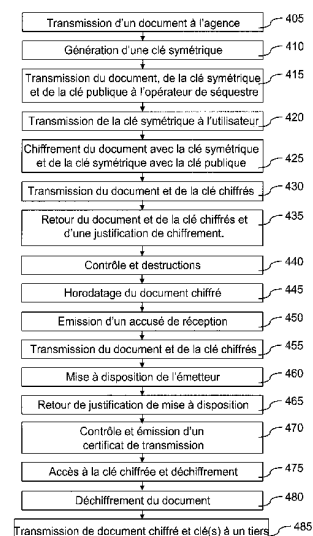 Transmission d'un document à l'agence 405
Génération d'une clé symétrique 410
Transmission du document, de la clé symétrique
et de la clé publique à l'opérateur de séquestre 415
Transmission de la clé symétrique à l'utilisateur 420
Chiffrement du document avec la clé symétrique
et de la clé symétrique avec la clé publique 425
Transmission du document et de la clé chiffrés 430
Retour du document et de la clé chiffrés et
d'une justification de chiffrement. 435
Contrôle et destructions 440
Horodatage du document chiffré 445
Emission d'un accusé de réception 450
Transmission du document et de la clé chiffrés 455
Mise à disposition de l'émetteur 460
Retour de justification de mise à disposition 465
Contrôle et émission d'un
certificat de transmission 470
Accès à la clé chiffrée et déchiffrement 475
Déchiffrement du document 480
Transmission de document chiffré et clé(s) à un tiers 485